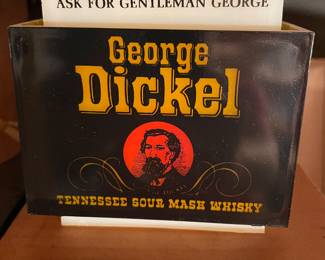 ASK FOR GENTLEMAN GEORGE
George
Dickel
TENNESSEE SOUR MASH WHISKY